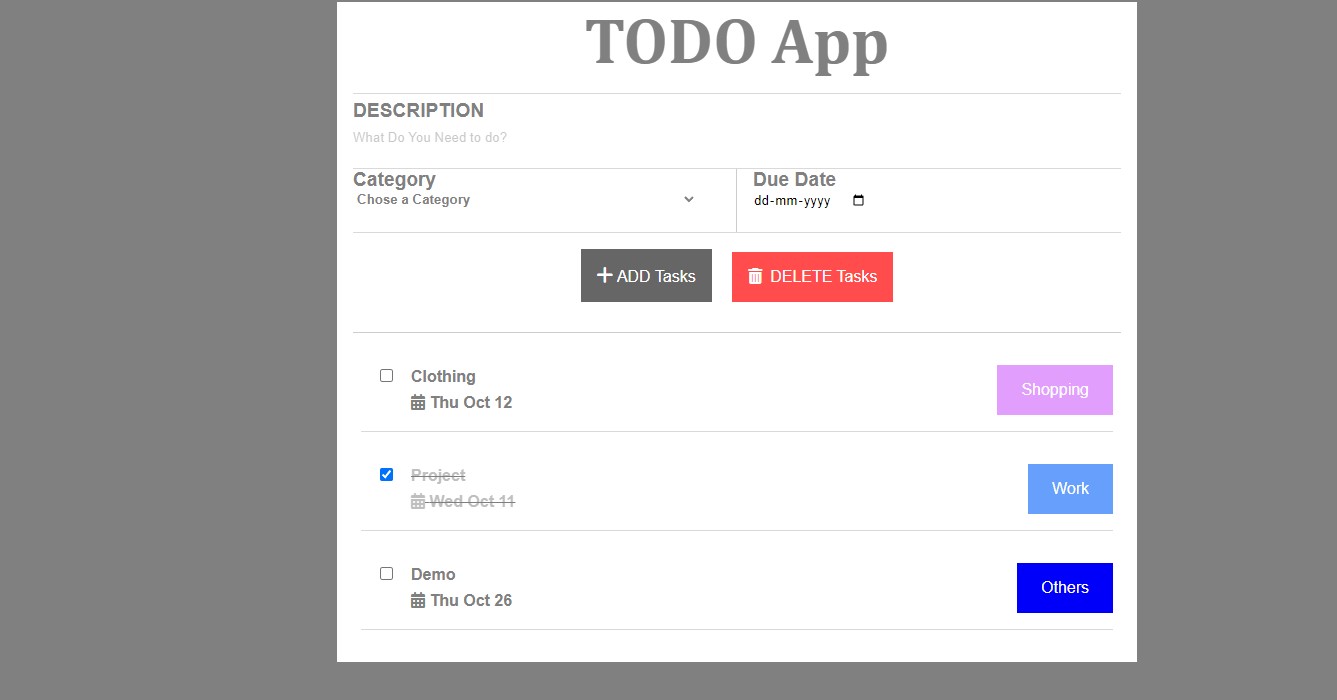 TODO App
DESCRIPTION
What Do You Need to do?
Category
Chose a Category
Due Date
dd-mm-yyyy
ADD Tasks
DELETE Tasks
Clothing
Thu Oct 12
Shopping
Project
Wed Oct 11
Work
Demo
Thu Oct 26
Others